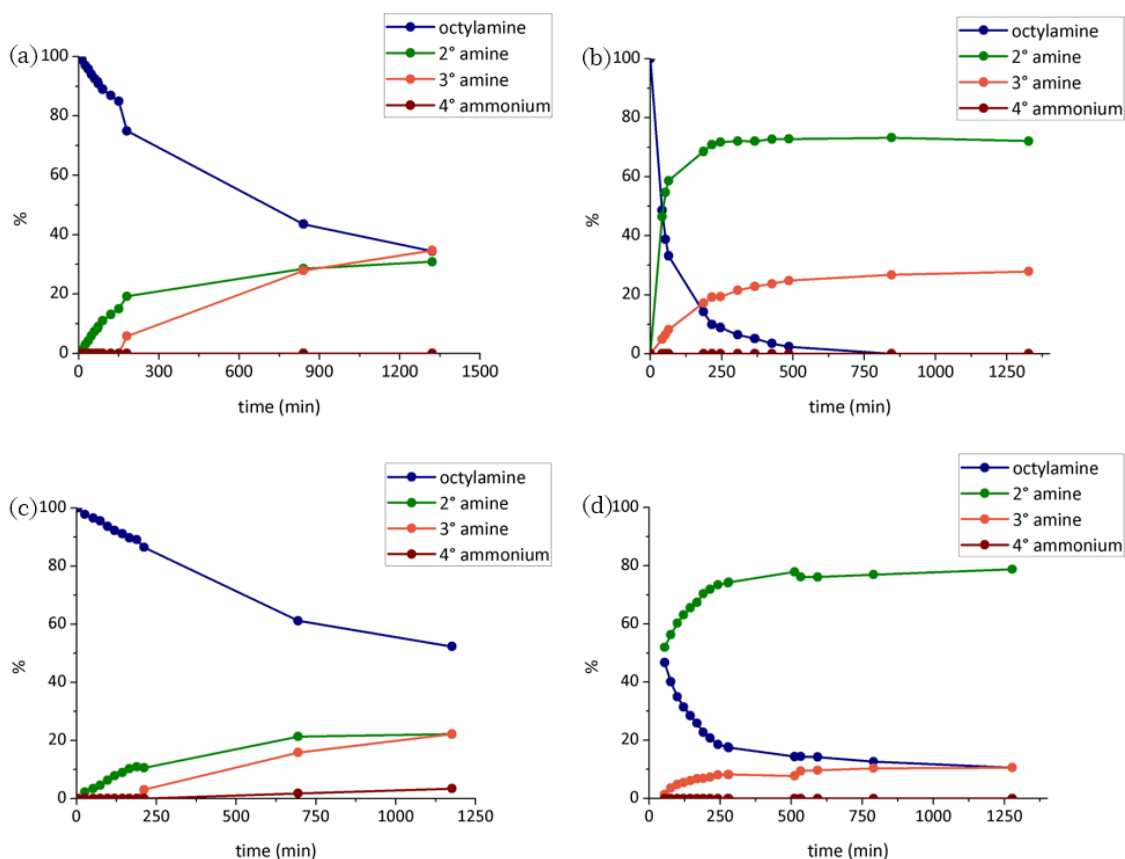 (a)
octylamine
2° amine
3° amine
4° ammonium
100
80
60
40
20
0
%
0 300 600 900 1200 1500
time (min)
(b)
octylamine
2° amine
3° amine
4° ammonium
100
80
60
40
20
0
%
0 250 500 750 1000 1250
time (min)
(c)
octylamine
2° amine
3° amine
4° ammonium
100
80
60
40
20
0
%
0 250 500 750 1000 1250
time (min)
(d)
octylamine
2° amine
3° amine
4° ammonium
100
80
60
40
20
0
%
0 250 500 750 1000 1250
time (min)